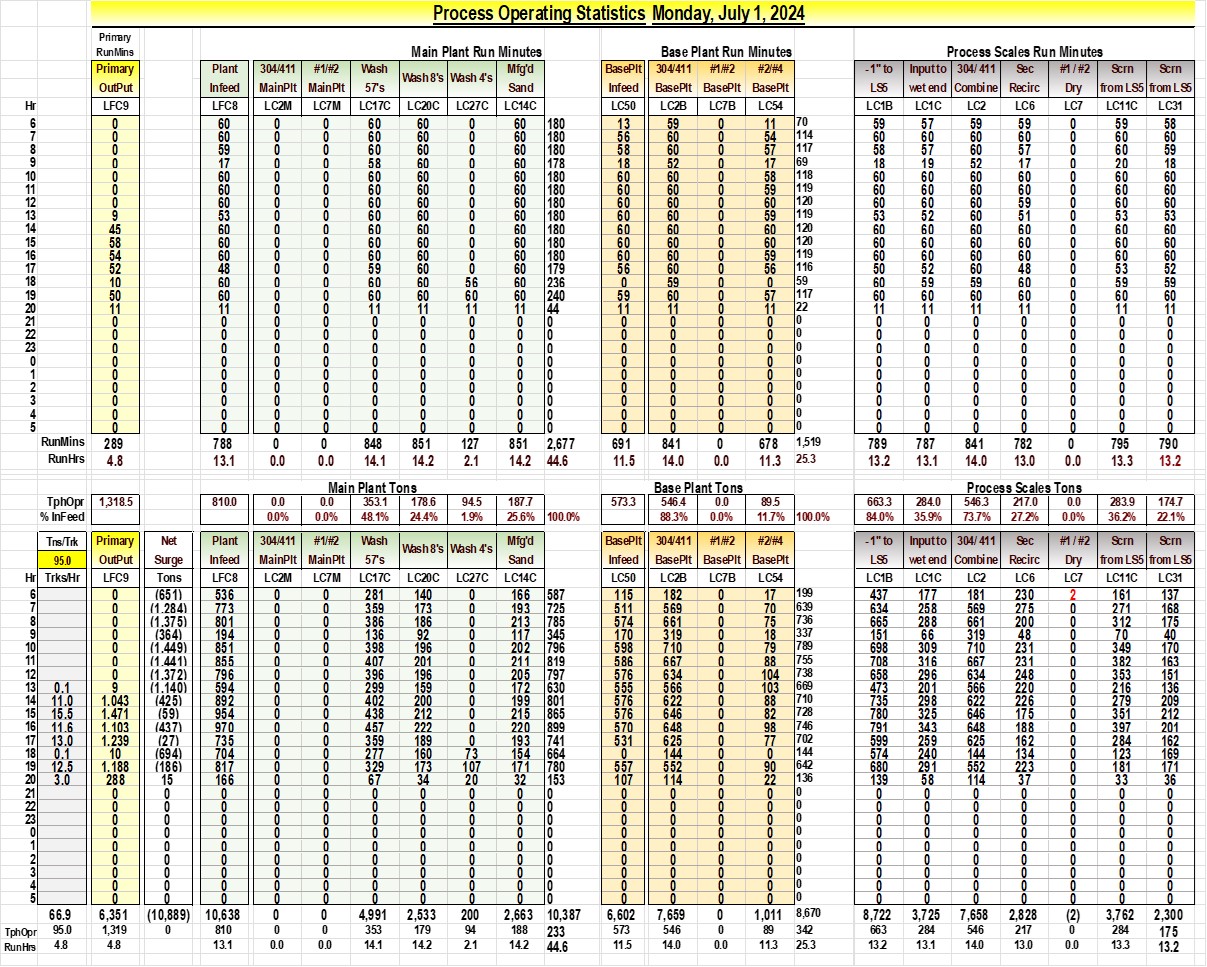 Process Operating Statistics Monday, July 1, 2024
Primary
RunMins Main Plant Run Minutes Base Plant Run Minutes Process Scales Run Minutes
Primary Plant 304/411 #1/#2 Wash Wash 8's Wash 4's Mfg'd BasePlt 304/411 #1/#2 #2/#4 -1" to Input to 304/ 411 Sec #1 / #2 Scrn Scrn
OutPut Infeed MainPlt MainPlt 57's Sand Infeed BasePlt BasePlt BasePlt LS5 wet end Combine Recirc Dry from LS5 from LS5
Hr LFC9 LFC8 LC2M LC7M LC17C LC20C LC27C LC14C LC50 LC2B LC7B LC54 LC1B LC1C LC2 LC6 LC7 LC11C LC31
6 0 60 0 0 60 60 0 60 180 13 59 0 11 70 59 57 59 59 0 59 58
7 0 60 0 0 60 60 0 60 180 56 60 0 54 114 60 60 60 60 0 60 60
8 0 59 0 0 60 60 0 60 180 58 60 0 57 117 58 57 60 57 0 60 59
9 0 17 0 0 58 60 0 60 178 18 52 0 17 69 18 19 52 17 0 20 18
10 0 60 0 0 60 60 0 60 180 60 60 0 58 118 60 60 60 60 0 60 60
11 0 60 0 0 60 60 0 60 180 60 60 0 59 119 60 60 60 60 0 60 60
12 0 60 0 0 60 60 0 60 180 60 60 0 60 120 60 60 60 59 0 60 60
13 9 53 0 0 60 60 0 60 180 60 60 0 59 119 53 52 60 51 0 53 53
14 45 60 0 0 60 60 0 60 180 60 60 0 60 120 60 60 60 60 0 60 60
15 58 60 0 0 60 60 0 60 180 60 60 0 60 120 60 60 60 60 0 60 60
16 54 60 0 0 60 60 0 60 180 60 60 0 59 119 60 60 60 60 0 60 60
17 52 48 0 0 59 60 0 60 179 56 60 0 56 116 50 52 60 48 0 53 52
18 10 60 0 0 60 60 56 60 236 0 59 0 0 59 60 59 59 60 0 59 59
19 50 60 0 0 60 60 60 60 240 59 60 0 57 117 60 60 60 60 0 60 60
20 11 11 0 0 11 11 11 11 44 11 11 0 11 22 11 11 11 11 0 11 11
21 0 0 0 0 0 0 0 0 0 0 0 0 0 0 0 0 0 0 0 0 0
22 0 0 0 0 0 0 0 0 0 0 0 0 0 0 0 0 0 0 0 0 0
23 0 0 0 0 0 0 0 0 0 0 0 0 0 0 0 0 0 0 0 0 0
0 0 0 0 0 0 0 0 0 0 0 0 0 0 0 0 0 0 0 0 0 0
1 0 0 0 0 0 0 0 0 0 0 0 0 0 0 0 0 0 0 0 0 0
2 0 0 0 0 0 0 0 0 0 0 0 0 0 0 0 0 0 0 0 0 0
3 0 0 0 0 0 0 0 0 0 0 0 0 0 0 0 0 0 0 0 0 0
4 0 0 0 0 0 0 0 0 0 0 0 0 0 0 0 0 0 0 0 0 0
5 0 0 0 0 0 0 0 0 0 0 0 0 0 0 0 0 0 0 0 0 0
RunMins 289 788 0 0 848 851 127 851 2,677 691 841 0 678 1,519 789 787 841 782 0 795 790
RunHrs 4.8 13.1 0.0 0.0 14.1 14.2 2.1 14.2 44.6 11.5 14.0 0.0 11.3 25.3 13.2 13.1 14.0 13.0 0.0 13.3 13.2
Main Plant Tons Base Plant Tons Process Scales Tons
TphOpr 1,318.5 810.0 0.0 0.0 353.1 178.6 94.5 187.7 573.3 546.4 0.0 89.5 663.3 284.0 546.3 217.0 0.0 283.9 174.7
% InFeed 0.0% 0.0% 48.1% 24.4% 1.9% 25.6% 100.0% 88.3% 0.0% 11.7% 100.0% 84.0% 35.9% 73.7% 27.2% 0.0% 36.2% 22.1%
Tns/Trk Primary Net Plant 304/411 #1/#2 Wash Wash 8's Wash 4's Mfg'd BasePlt 304/411 #1/#2 #2/#4 -1" to Input to 304/ 411 Sec #1 / #2 Scrn Scrn
95.0 OutPut Surge Infeed MainPlt MainPlt 57's Sand Infeed BasePlt BasePlt BasePlt LS5 wet end Combine Recirc Dry from LS5 from LS5
Hr Trks/Hr LFC9 Tons LFC8 LC2M LC7M LC17C LC20C LC27C LC14C LC50 LC2B LC7B LC54 LC1B LC1C LC2 LC6 LC7 LC11C LC31
6 0 (651) 536 0 0 281 140 0 166 587 115 182 0 17 199 437 177 181 230 2 161 137
7 0 (1,284) 773 0 0 359 173 0 193 725 511 569 0 70 639 634 258 569 275 0 271 168
8 0 (1,375) 801 0 0 386 186 0 213 785 574 661 0 75 736 665 288 661 200 0 312 175
9 0 (364) 194 0 0 136 92 0 117 345 170 319 0 18 337 151 66 319 48 0 70 40
10 0 (1,449) 851 0 0 398 196 0 202 796 698 710 0 79 789 698 309 710 231 0 349 170
11 0 (1,441) 855 0 0 407 201 0 211 819 586 667 0 88 755 708 316 667 231 0 382 163
12 0 (1,372) 796 0 0 396 196 0 205 797 576 634 0 104 738 658 296 634 248 0 353 151
13 0.1 9 (1,140) 594 0 0 299 159 0 172 630 555 566 0 103 669 473 201 566 220 0 216 136
14 11.0 1,043 (425) 892 0 0 402 200 0 199 801 576 622 0 88 710 735 298 622 226 0 279 209
15 15.5 1,471 (59) 954 0 0 438 212 0 215 865 576 646 0 82 728 780 325 646 175 0 351 212
16 11.6 1,103 (437) 970 0 0 457 222 0 220 899 570 648 0 98 746 791 343 648 188 0 397 201
17 13.0 1,239 (27) 735 0 0 359 189 0 193 741 531 625 0 77 702 599 259 625 162 0 284 162
18 0.1 10 (694) 704 0 0 277 160 73 154 664 0 144 0 0 144 574 240 144 134 0 123 169
19 12.5 1,188 (186) 817 0 0 329 173 107 171 780 557 552 0 90 642 680 291 552 223 0 181 171
20 3.0 288 15 166 0 0 67 34 20 32 153 107 114 0 22 136 139 58 114 37 0 33 36
21 0 0 0 0 0 0 0 0 0 0 0 0 0 0 0 0 0 0 0 0 0 0
22 0 0 0 0 0 0 0 0 0 0 0 0 0 0 0 0 0 0 0 0 0 0
23 0 0 0 0 0 0 0 0 0 0 0 0 0 0 0 0 0 0 0 0 0 0
0 0 0 0 0 0 0 0 0 0 0 0 0 0 0 0 0 0 0 0 0 0 0
1 0 0 0 0 0 0 0 0 0 0 0 0 0 0 0 0 0 0 0 0 0 0
2 0 0 0 0 0 0 0 0 0 0 0 0 0 0 0 0 0 0 0 0 0 0
3 0 0 0 0 0 0 0 0 0 0 0 0 0 0 0 0 0 0 0 0 0 0
4 0 0 0 0 0 0 0 0 0 0 0 0 0 0 0 0 0 0 0 0 0 0
5 0 0 0 0 0 0 0 0 0 0 0 0 0 0 0 0 0 0 0 0 0 0
66.9 6,351 (10,889) 10,638 0 0 4,991 2,533 200 2,663 10,387 6,602 7,659 0 1,011 8,670 8,722 3,725 7,658 2,828 (2) 3,762 2,300
TphOpr 95.0 1,319 0 810 0 0 353 179 94 188 233 573 546 0 89 342 663 284 546 217 0 284 175
RunHrs 4.8 4.8 13.1 0.0 0.0 14.1 14.2 2.1 14.2 44.6 11.5 14.0 0.0 11.3 25.3 13.2 13.1 14.0 13.0 0.0 13.3 13.2